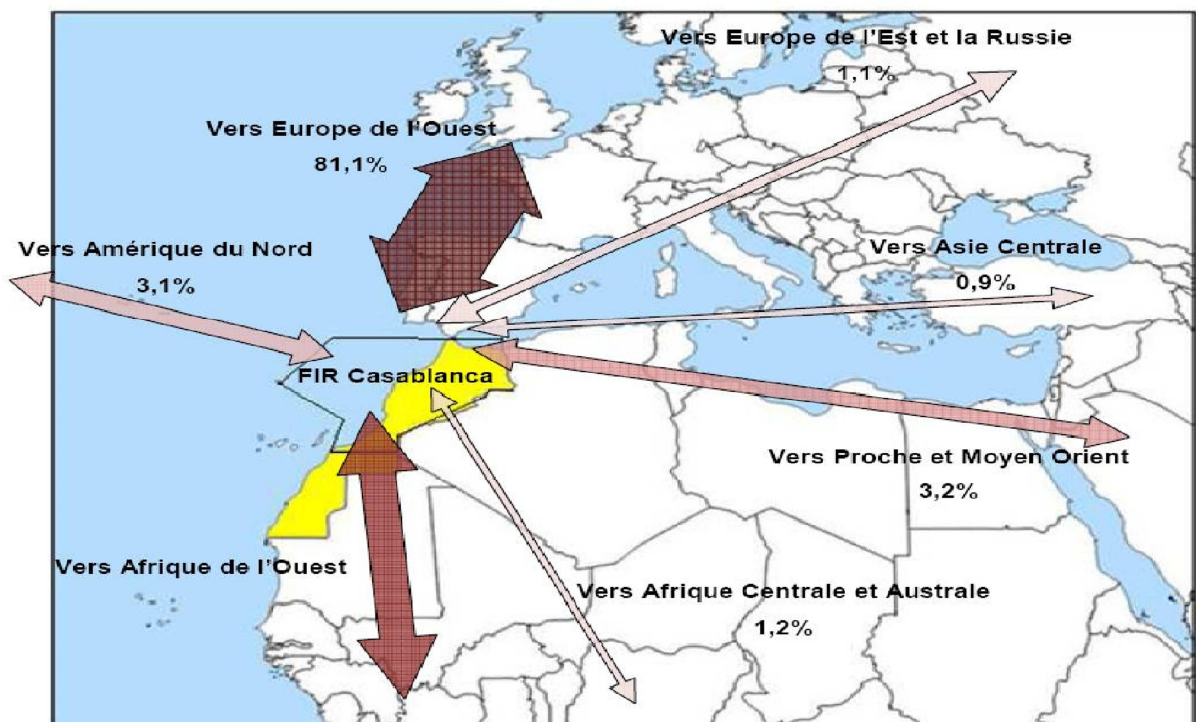 Vers Europe de l'Est et la Russie
1,1%
Vers Europe de l'Ouest
81,1%
Vers Amérique du Nord
3,1%
Vers Asie Centrale
0,9%
FIR Casablanca
Vers Proche et Moyen Orient
3,2%
Vers Afrique de l'Ouest
Vers Afrique Centrale et Australe
1,2%